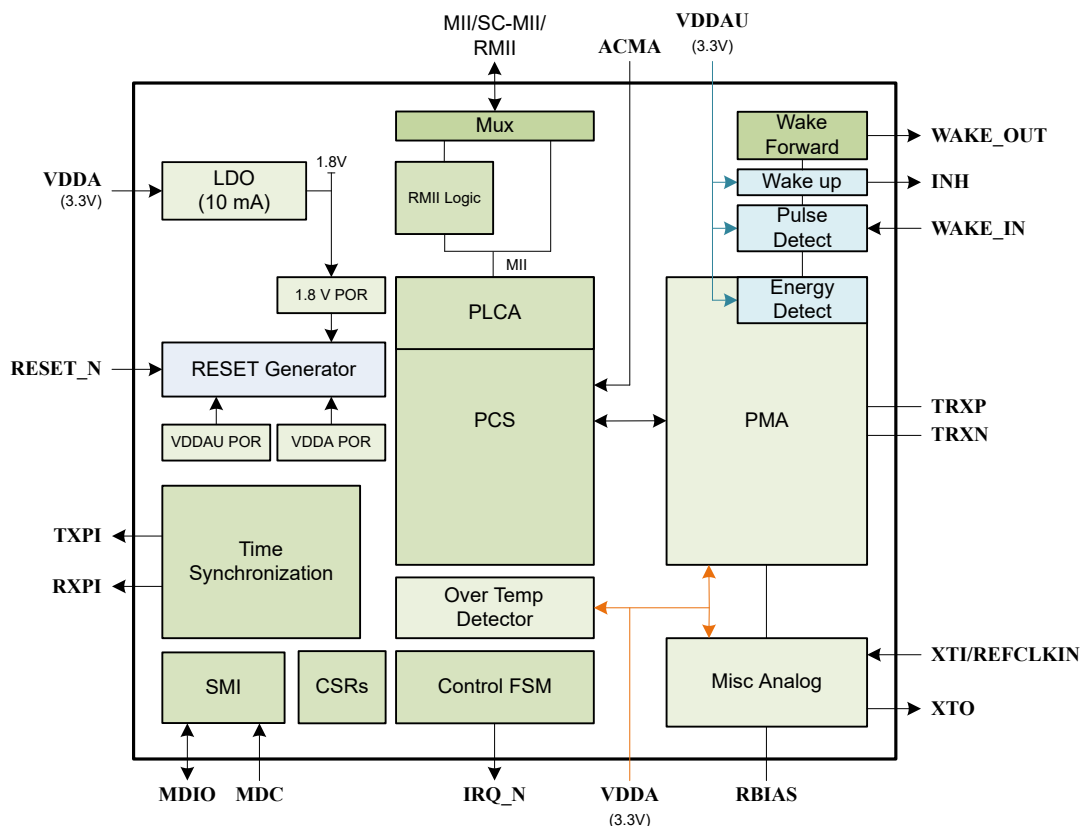 MII/SC-MII/
RMII
ACMA
VDDAU
(3.3V)
Mux
Wake
Forward
WAKE_OUT
VDDA
(3.3V)
LDO
(10 mA)
1.8V
RMII Logic
Wake up
INH
Pulse
Detect
WAKE_IN
MII
1.8 V POR
PLCA
Energy
Detect
RESET_N
RESET Generator
PCS
PMA
TRXP
TRXN
VDDAU POR
VDDA POR
TXPI
RXPI
Time
Synchronization
Over Temp
Detector
SMI
CSRs
Control FSM
Misc Analog
XTI/REFCLKIN
XTO
MDIO
MDC
IRQ_N
VDDA
(3.3V)
RBIAS